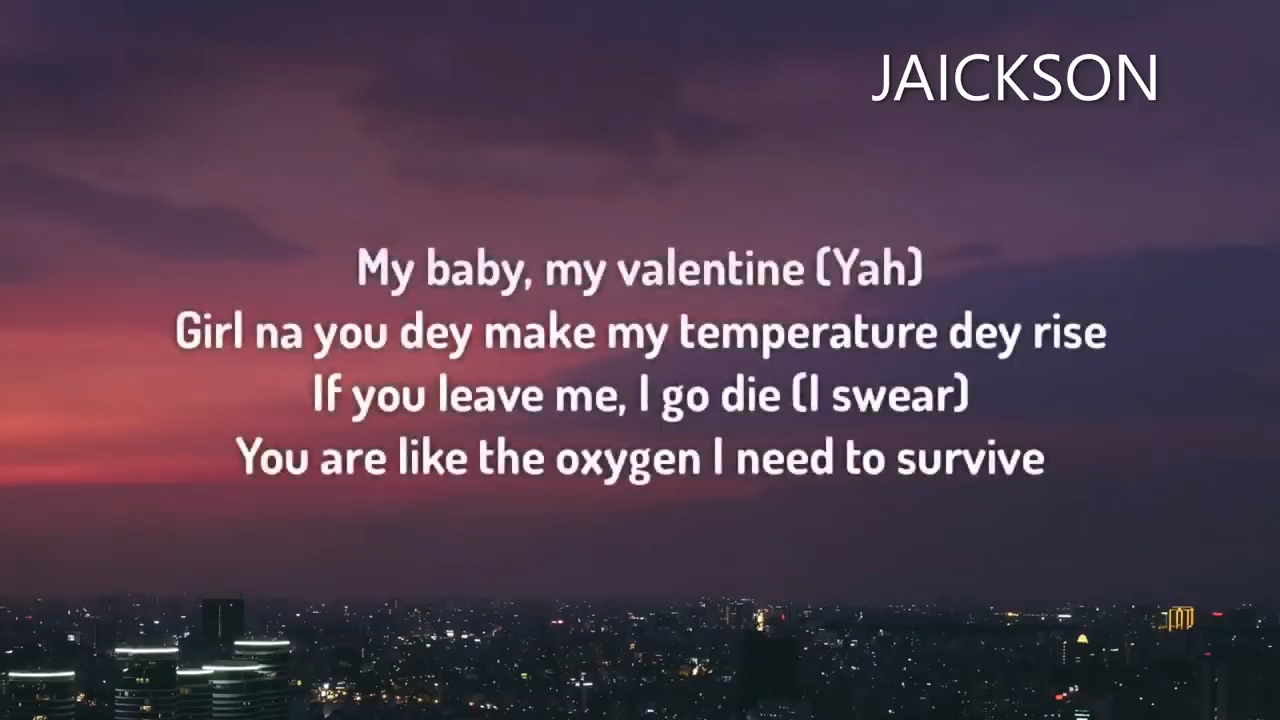 JAICKSON
My baby, my valentine (Yah)
Girl na you dey make my temperature dey rise
If you leave me, I go die (I swear)
You are like the oxygen I need to survive